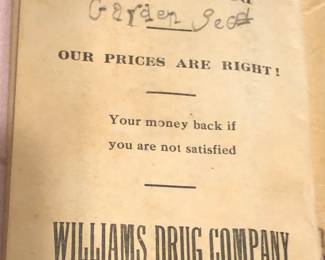 Garden Seed
OUR PRICES ARE RIGHT!
Your money back if
you are not satisfied
WILLIAMS DRUG COMPANY